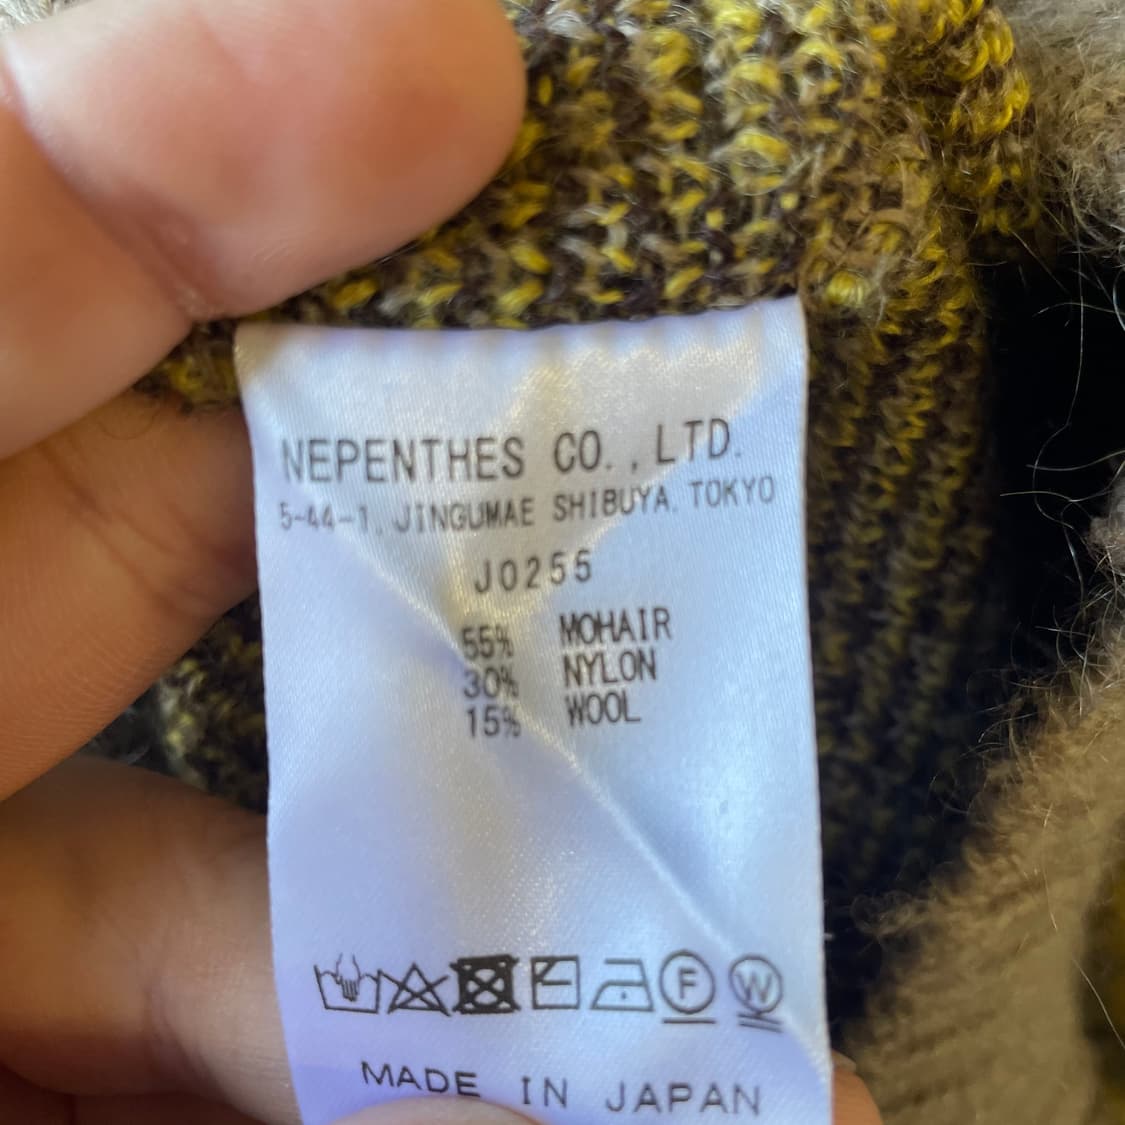 NEPENTHES CO.,LTD.
5-44-1, JINGUMAE SHIBUYA. TOKYO
J0255
55% MOHAIR
30% NYLON
15% WOOL
F W
MADE IN JAPAN